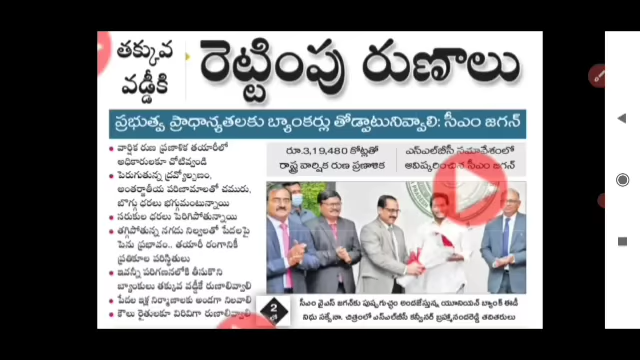 తక్కువ
వడ్డీకి
రెట్టింపు రుణాలు
ప్రభుత్వ ప్రాధాన్యతలకు బ్యాంకర్లు తోడ్పాటునివ్వాలి: సీఎం జగన్
వార్షిక రుణ ప్రణాళిక తయారీలో
అధికారులకూ చోటివ్వండి
పెరుగుతున్న ద్రవ్యోల్బణం,
అంతర్జాతీయ పరిణామాలతో చమురు,
బొగ్గు ధరలు భగ్గుమంటున్నాయి
సరుకుల ధరలు పెరిగిపోతున్నాయి
తగ్గిపోతున్న నగదు నిల్వలతో పేదలపై
పెను ప్రభావం.. తయారీ రంగానికీ
ప్రతికూల పరిస్థితులు
ఇవన్నీ పరిగణనలోకి తీసుకొని
బ్యాంకులు తక్కువ వడ్డీకే రుణాలివ్వాలి
పేదల ఇళ్ల నిర్మాణాలకు అండగా నిలవాలి
కౌలు రైతులకూ విరివిగా రుణాలివ్వాలి
రూ.3,19,480 కోట్లతో
రాష్ట్ర వార్షిక రుణ ప్రణాళిక
ఎస్ఎల్‌బీసీ సమావేశంలో
ఆవిష్కరించిన సీఎం జగన్
2
లో
సీఎం వైఎస్ జగన్‌కు పుష్పగుచ్ఛం అందజేస్తున్న యూనియన్ బ్యాంక్ ఈడీ
నిధు సక్సేనా. చిత్రంలో ఎస్ఎల్‌బీసీ కన్వీనర్ బ్రహ్మానందరెడ్డి తదితరులు